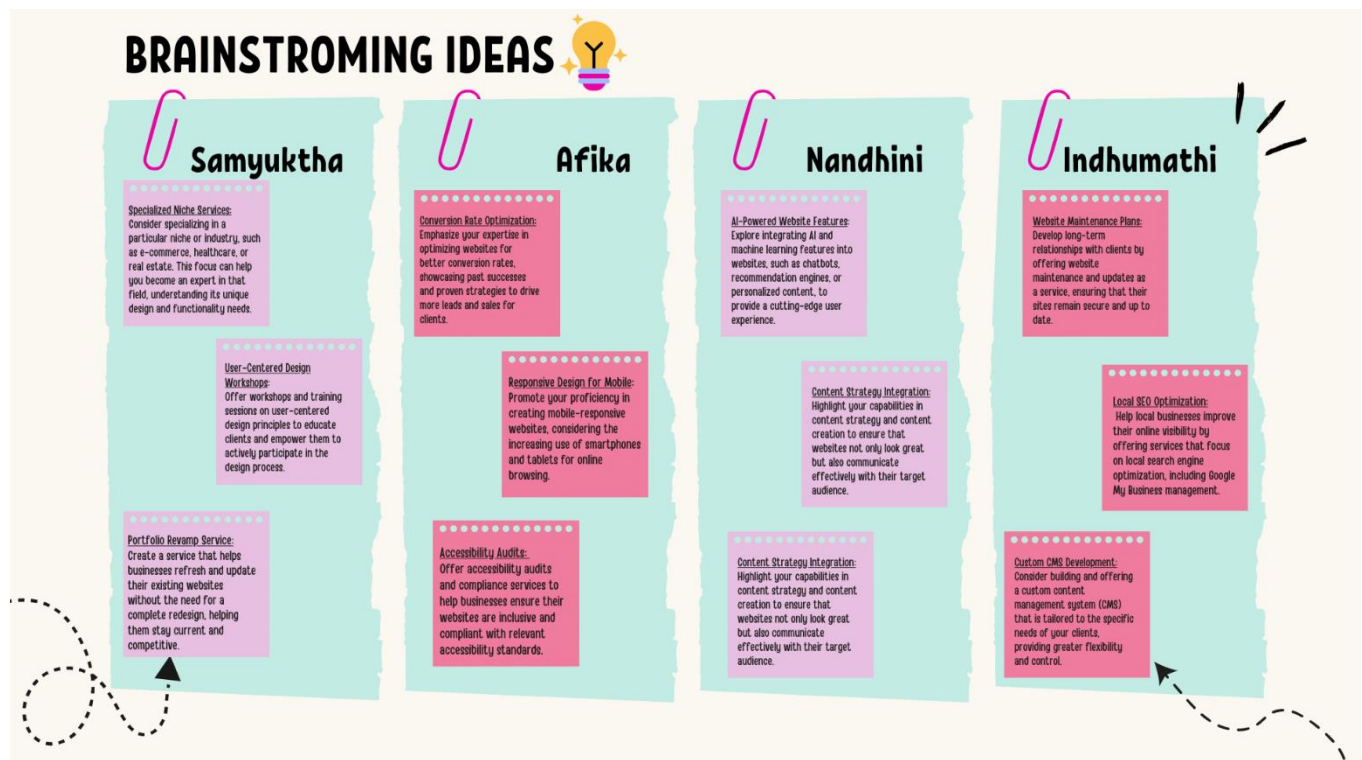 BRAINSTROMING IDEAS
Samyuktha
Specialized Niche Services:
Consider specializing in a
particular niche or industry, such
as e-commerce, healthcare, or
real estate. This focus can help
you become an expert in that
field, understanding its unique
design and functionality needs.
User-Centered Design
Workshops:
Offer workshops and training
sessions on user-centered
design principles to educate
clients and empower them to
actively participate in the
design process.
Portfolio Revamp Service:
Create a service that helps
businesses refresh and update
their existing websites
without the need for a
complete redesign, helping
them stay current and
competitive.
Afika
Conversion Rate Optimization:
Emphasize your expertise in
optimizing websites for
better conversion rates,
showcasing past successes
and proven strategies to drive
more leads and sales for
clients.
Responsive Design for Mobile:
Promote your proficiency in
creating mobile-responsive
websites, considering the
increasing use of smartphones
and tablets for online
browsing.
Accessibility Audits:
Offer accessibility audits
and compliance services to
help businesses ensure their
websites are inclusive and
compliant with relevant
accessibility standards.
Nandhini
AI-Powered Website Features:
Explore integrating AI and
machine learning features into
websites, such as chatbots,
recommendation engines, or
personalized content, to
provide a cutting-edge user
experience.
Content Strategy Integration:
Highlight your capabilities in
content strategy and content
creation to ensure that
websites not only look great
but also communicate
effectively with their target
audience.
Content Strategy Integration:
Highlight your capabilities in
content strategy and content
creation to ensure that
websites not only look great
but also communicate
effectively with their target
audience.
Indhumathi
Website Maintenance Plans:
Develop long-term
relationships with clients by
offering website
maintenance and updates as
a service, ensuring that their
sites remain secure and up to
date.
Local SEO Optimization:
Help local businesses improve
their online visibility by
offering services that focus
on local search engine
optimization, including Google
My Business management.
Custom CMS Development:
Consider building and offering
a custom content
management system (CMS)
that is tailored to the specific
needs of your clients,
providing greater flexibility
and control.